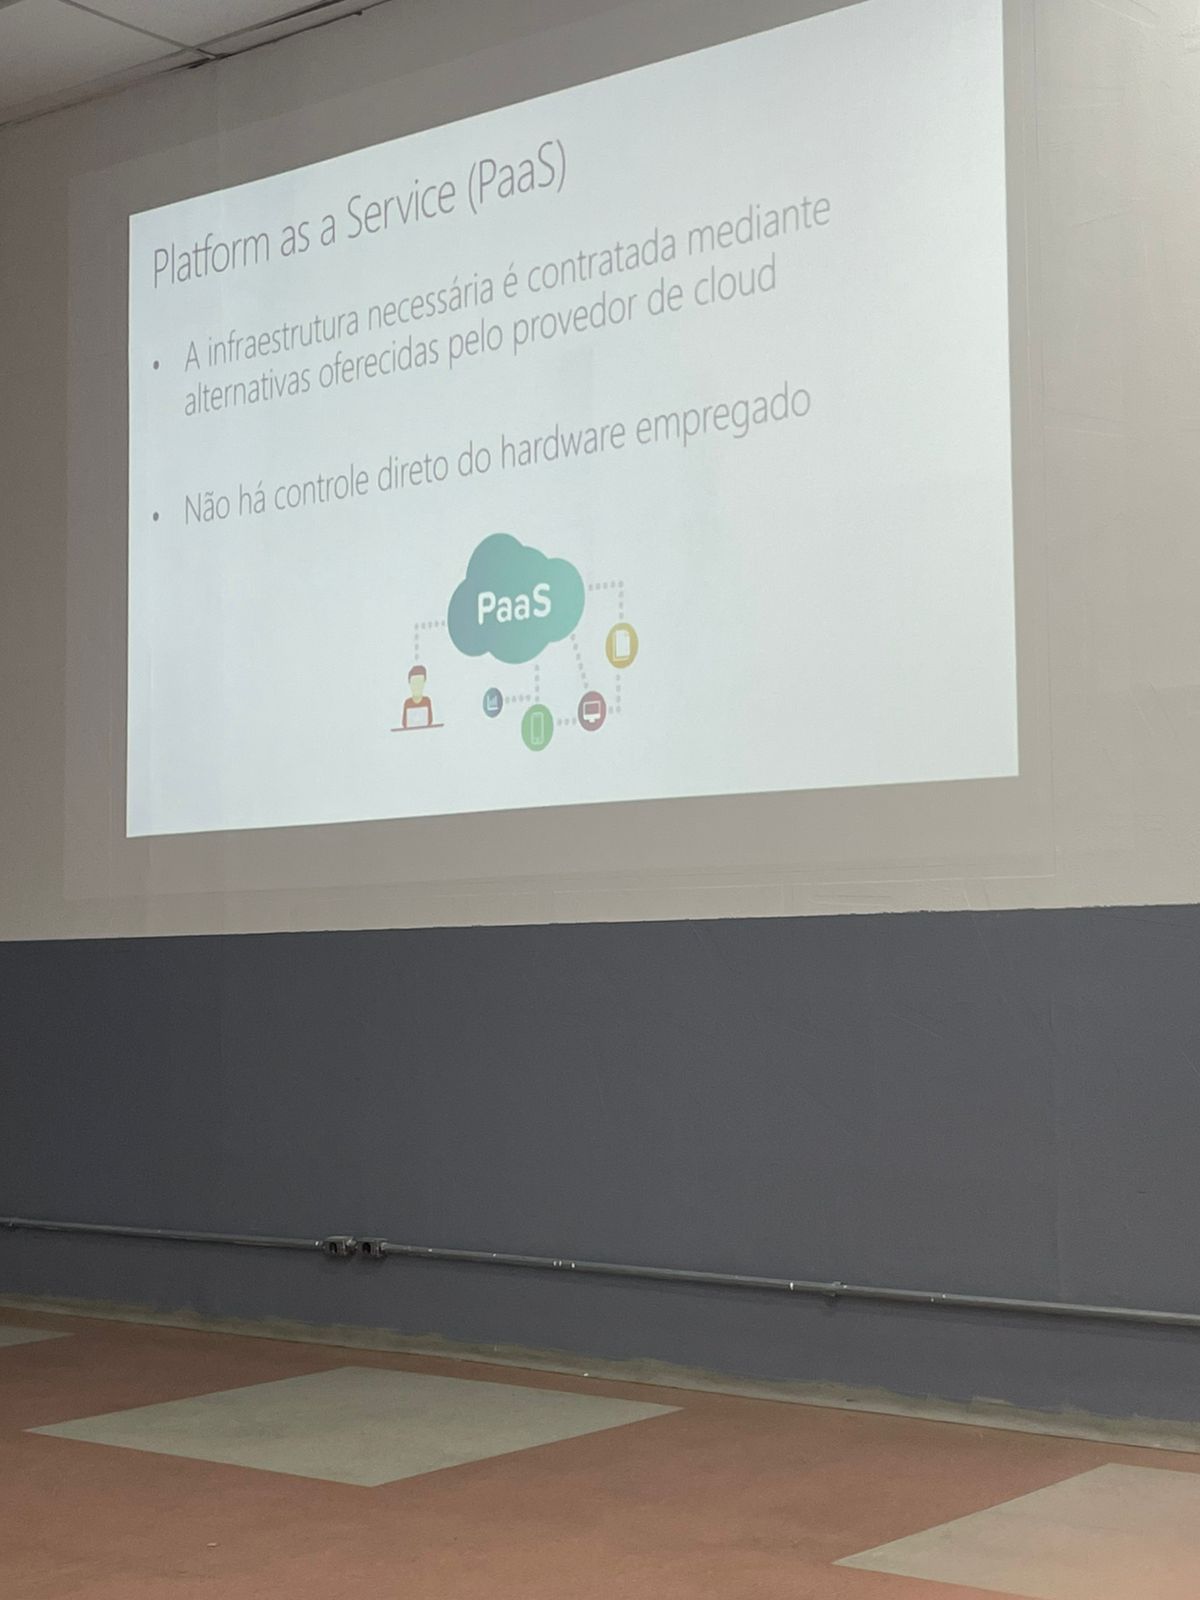 Platform as a Service (PaaS)
• A infraestrutura necessária é contratada mediante
alternativas oferecidas pelo provedor de cloud
• Não há controle direto do hardware empregado
PaaS